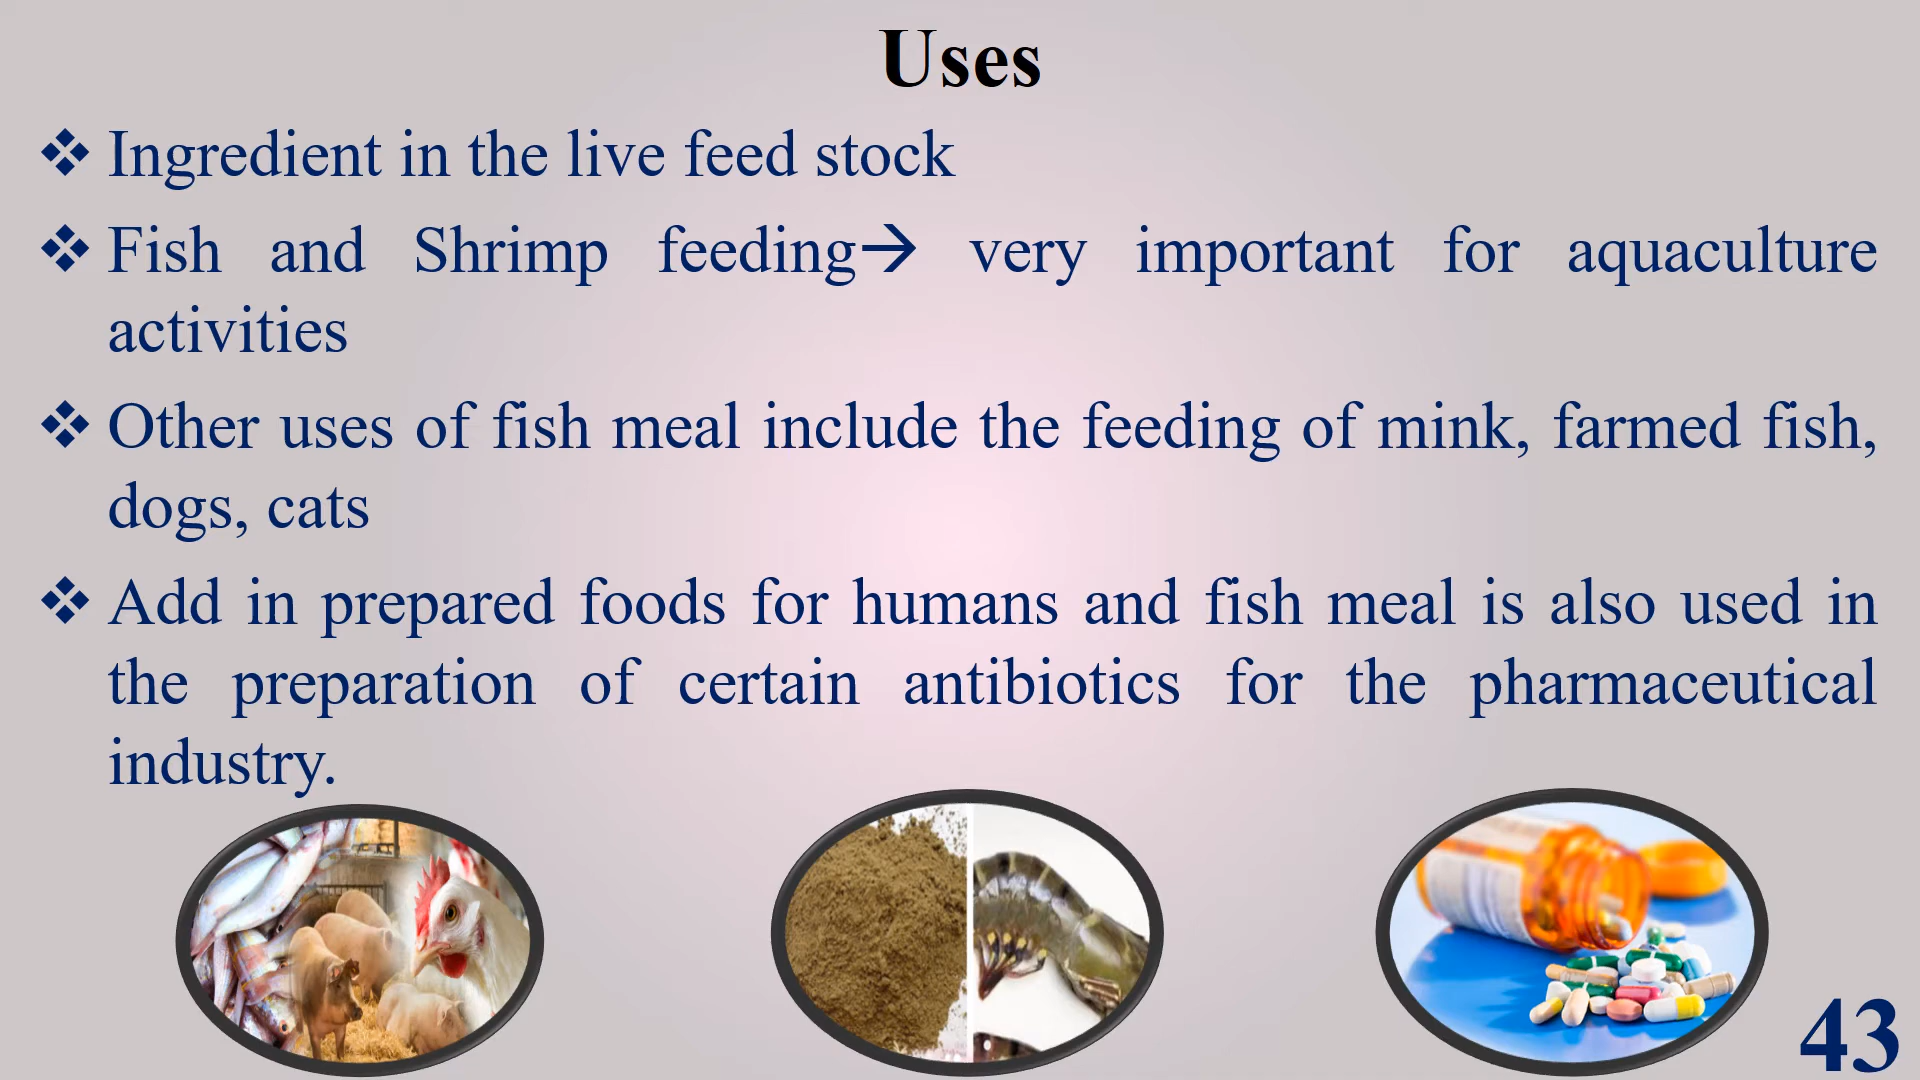 Uses
❖ Ingredient in the live feed stock
❖ Fish and Shrimp feeding→ very important for aquaculture
activities
❖ Other uses of fish meal include the feeding of mink, farmed fish,
dogs, cats
❖ Add in prepared foods for humans and fish meal is also used in
the preparation of certain antibiotics for the pharmaceutical
industry.
43